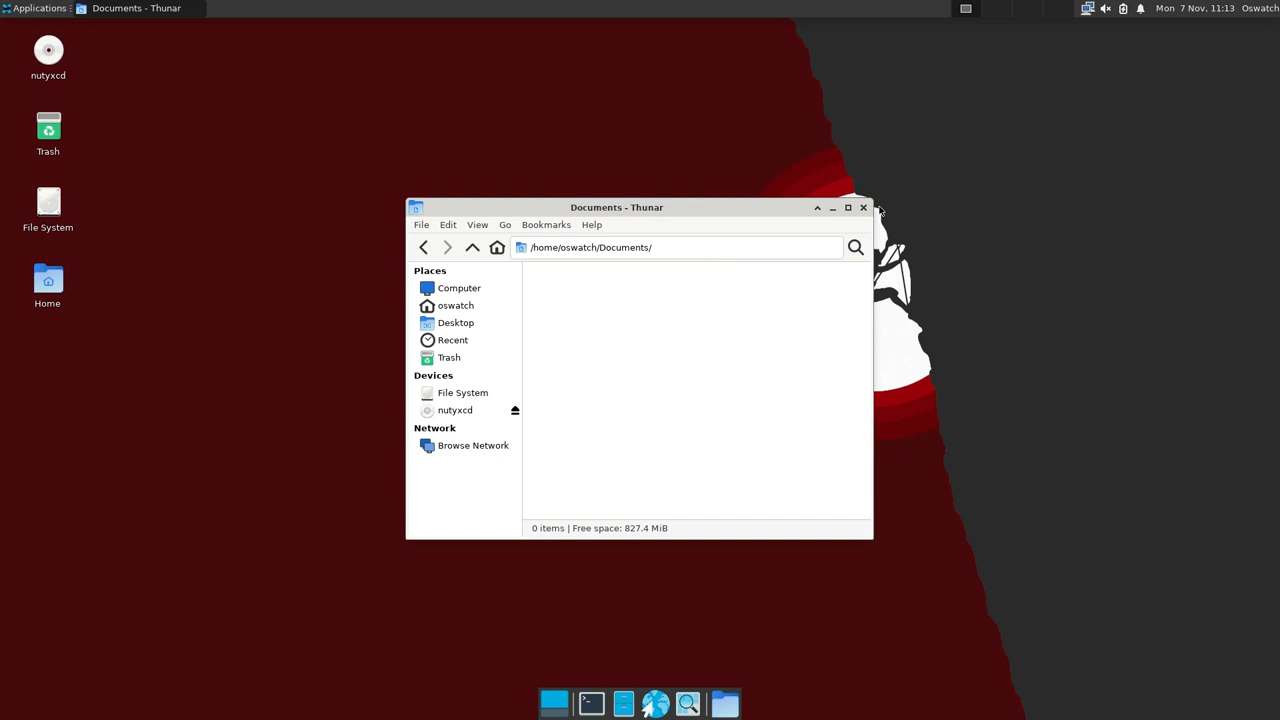 Applications
Documents - Thunar
Mon 7 Nov, 11:13
Oswatch
nutyxcd
Trash
File System
Home
Documents - Thunar
File Edit View Go Bookmarks Help
/home/oswatch/Documents/
Places
Computer
oswatch
Desktop
Recent
Trash
Devices
File System
nutyxcd
Network
Browse Network
0 items | Free space: 827.4 MiB